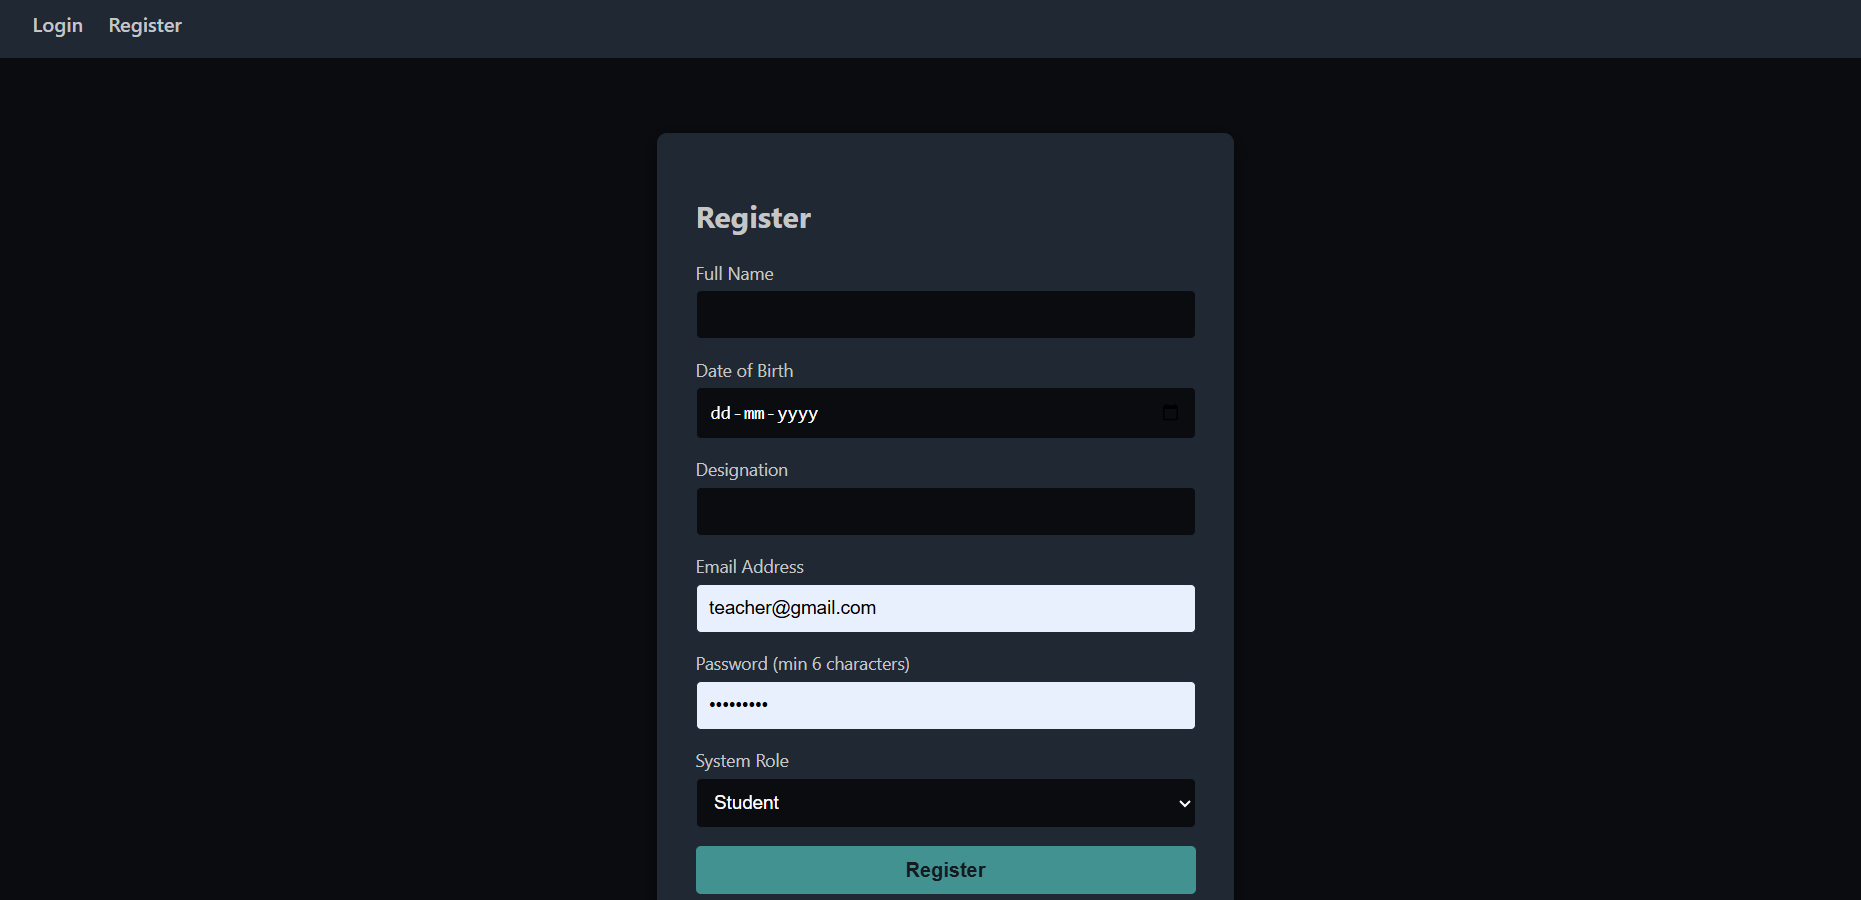 Login Register
Register
Full Name
Date of Birth
dd-mm-yyyy
Designation
Email Address
teacher@gmail.com
Password (min 6 characters)
•••••••••
System Role
Student
Register